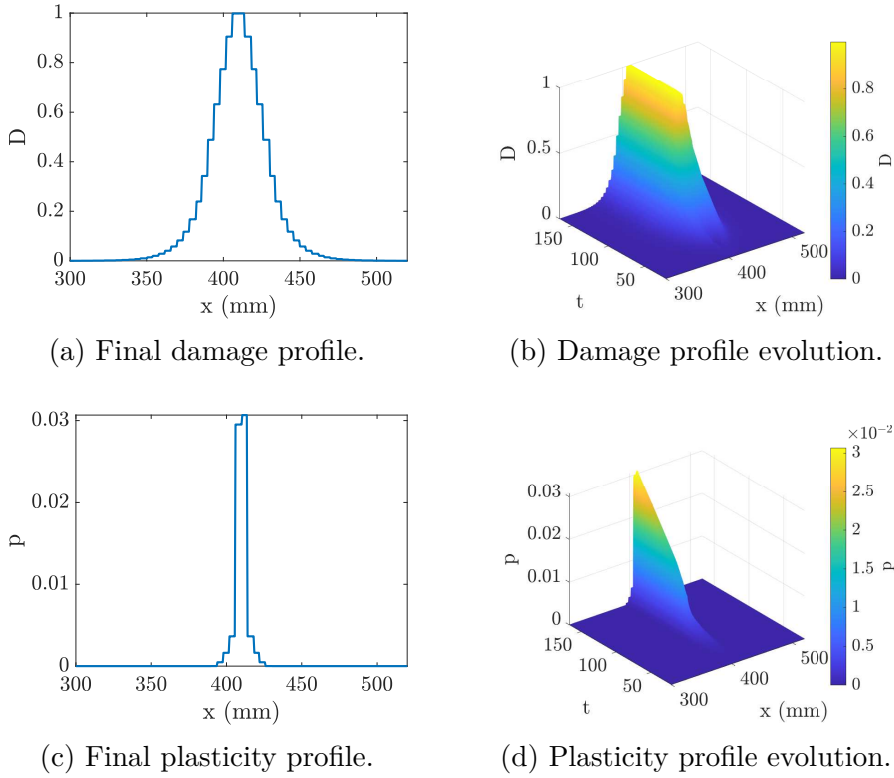 1
0.8
0.6
0.4
0.2
0
D
300 350 400 450 500
x (mm)
(a) Final damage profile.
1
0.5
0
D
150
100
50
t
300
400
500
x (mm)
0.8
0.6
0.4
0.2
0
D
(b) Damage profile evolution.
0.03
0.02
0.01
0
p
300 350 400 450 500
x (mm)
(c) Final plasticity profile.
0.03
0.02
0.01
0
p
150
100
50
t
300
400
500
x (mm)
×10⁻²
3
2.5
2
1.5
1
0.5
0
p
(d) Plasticity profile evolution.